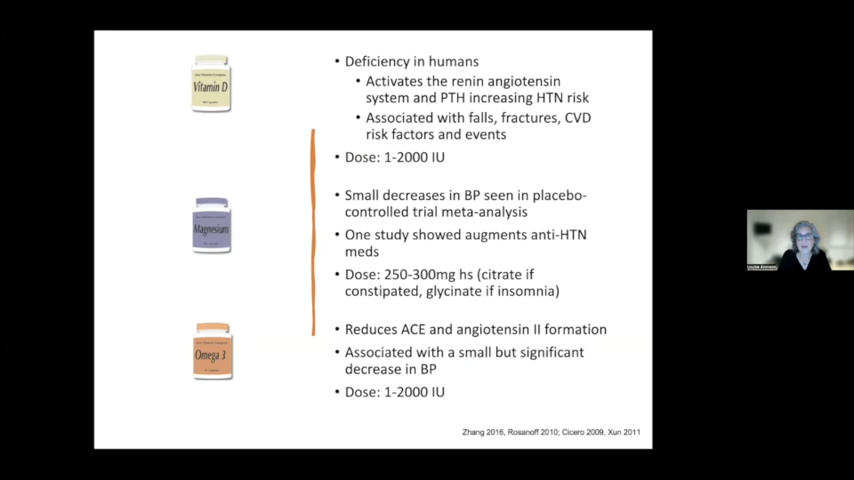 Vitamin D
• Deficiency in humans
• Activates the renin angiotensin
system and PTH increasing HTN risk
• Associated with falls, fractures, CVD
risk factors and events
• Dose: 1-2000 IU
Magnesium
• Small decreases in BP seen in placebo-
controlled trial meta-analysis
• One study showed augments anti-HTN
meds
• Dose: 250-300mg hs (citrate if
constipated, glycinate if insomnia)
Omega 3
• Reduces ACE and angiotensin II formation
• Associated with a small but significant
decrease in BP
• Dose: 1-2000 IU
Zhang 2016, Rosanoff 2010; Cicero 2009, Xun 2011
Louise Aronson